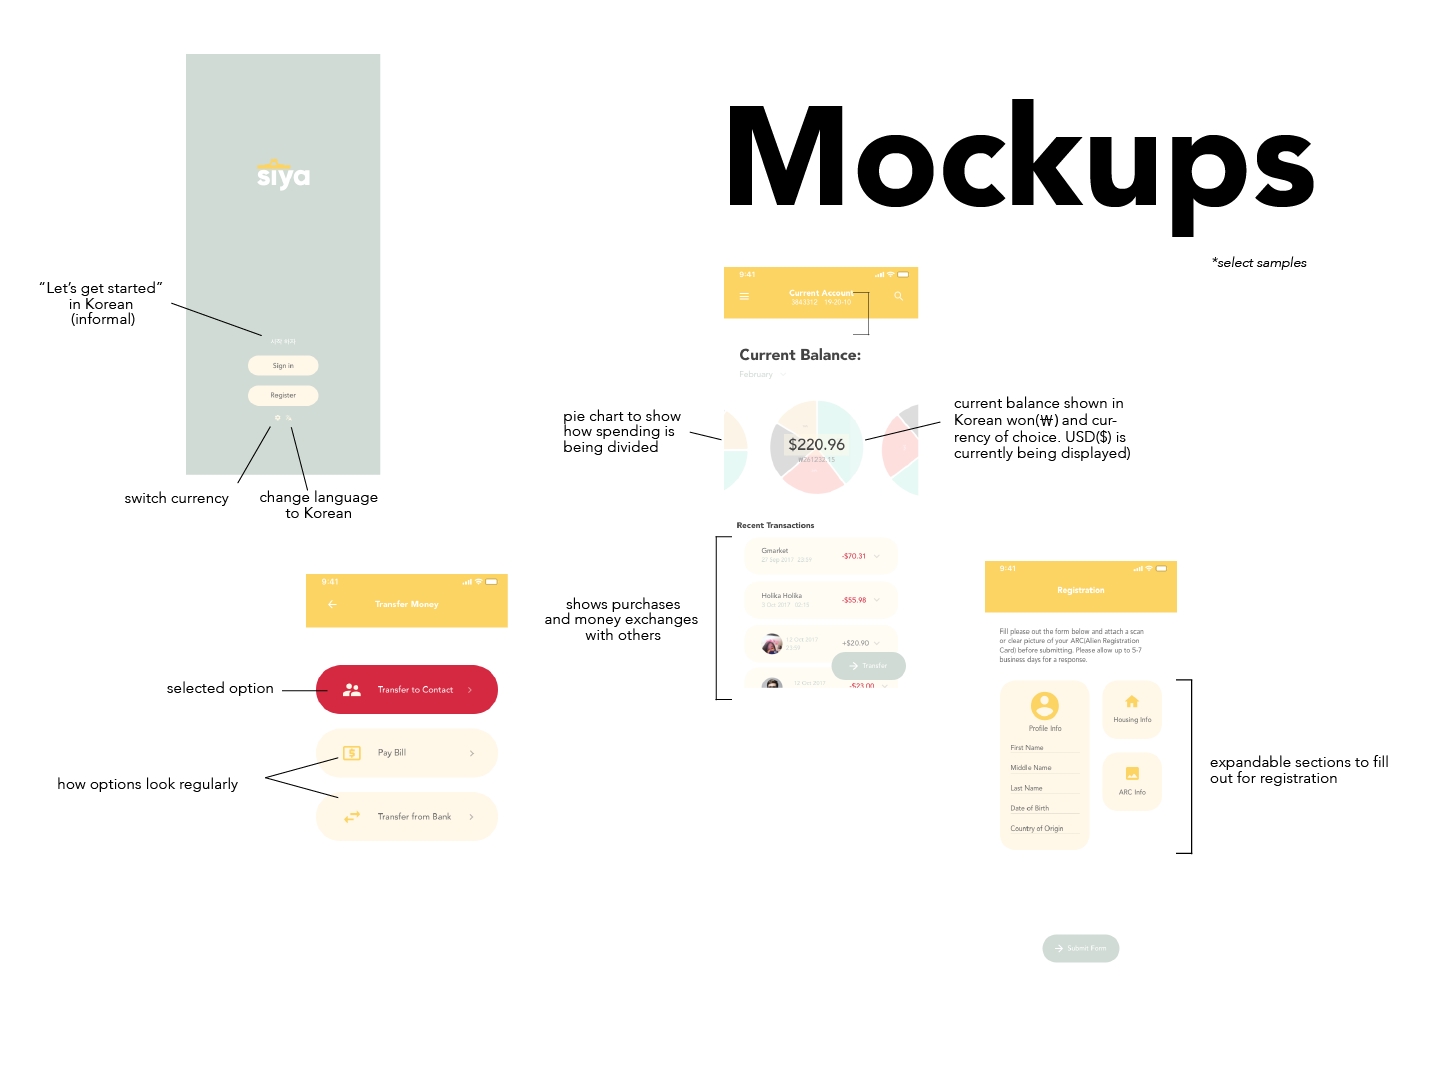 Mockups
*select samples
siya
“Let’s get started”
in Korean
(informal)
Sign in
Register
switch currency
change language
to Korean
9:41
Current Account
3843312 19-20-10
Current Balance:
February
pie chart to show
how spending is
being divided
$220.96
₩261232.15
current balance shown in
Korean won(₩) and cur-
rency of choice. USD($) is
currently being displayed)
Recent Transactions
Gmarket
27 Sep 2017 23:59
-$70.31
Holika Holika
3 Oct 2017 02:15
-$55.98
12 Oct 2017
23:59
+$20.90
Transfer
12 Oct 2017
-$23.00
shows purchases
and money exchanges
with others
9:41
Transfer Money
Transfer to Contact
Pay Bill
Transfer from Bank
selected option
how options look regularly
9:41
Registration
Fill please out the form below and attach a scan
or clear picture of your ARC(Alien Registration
Card) before submitting. Please allow up to 5-7
business days for a response.
Profile Info
First Name
Middle Name
Last Name
Date of Birth
Country of Origin
Housing Info
ARC Info
expandable sections to fill
out for registration
Submit Form